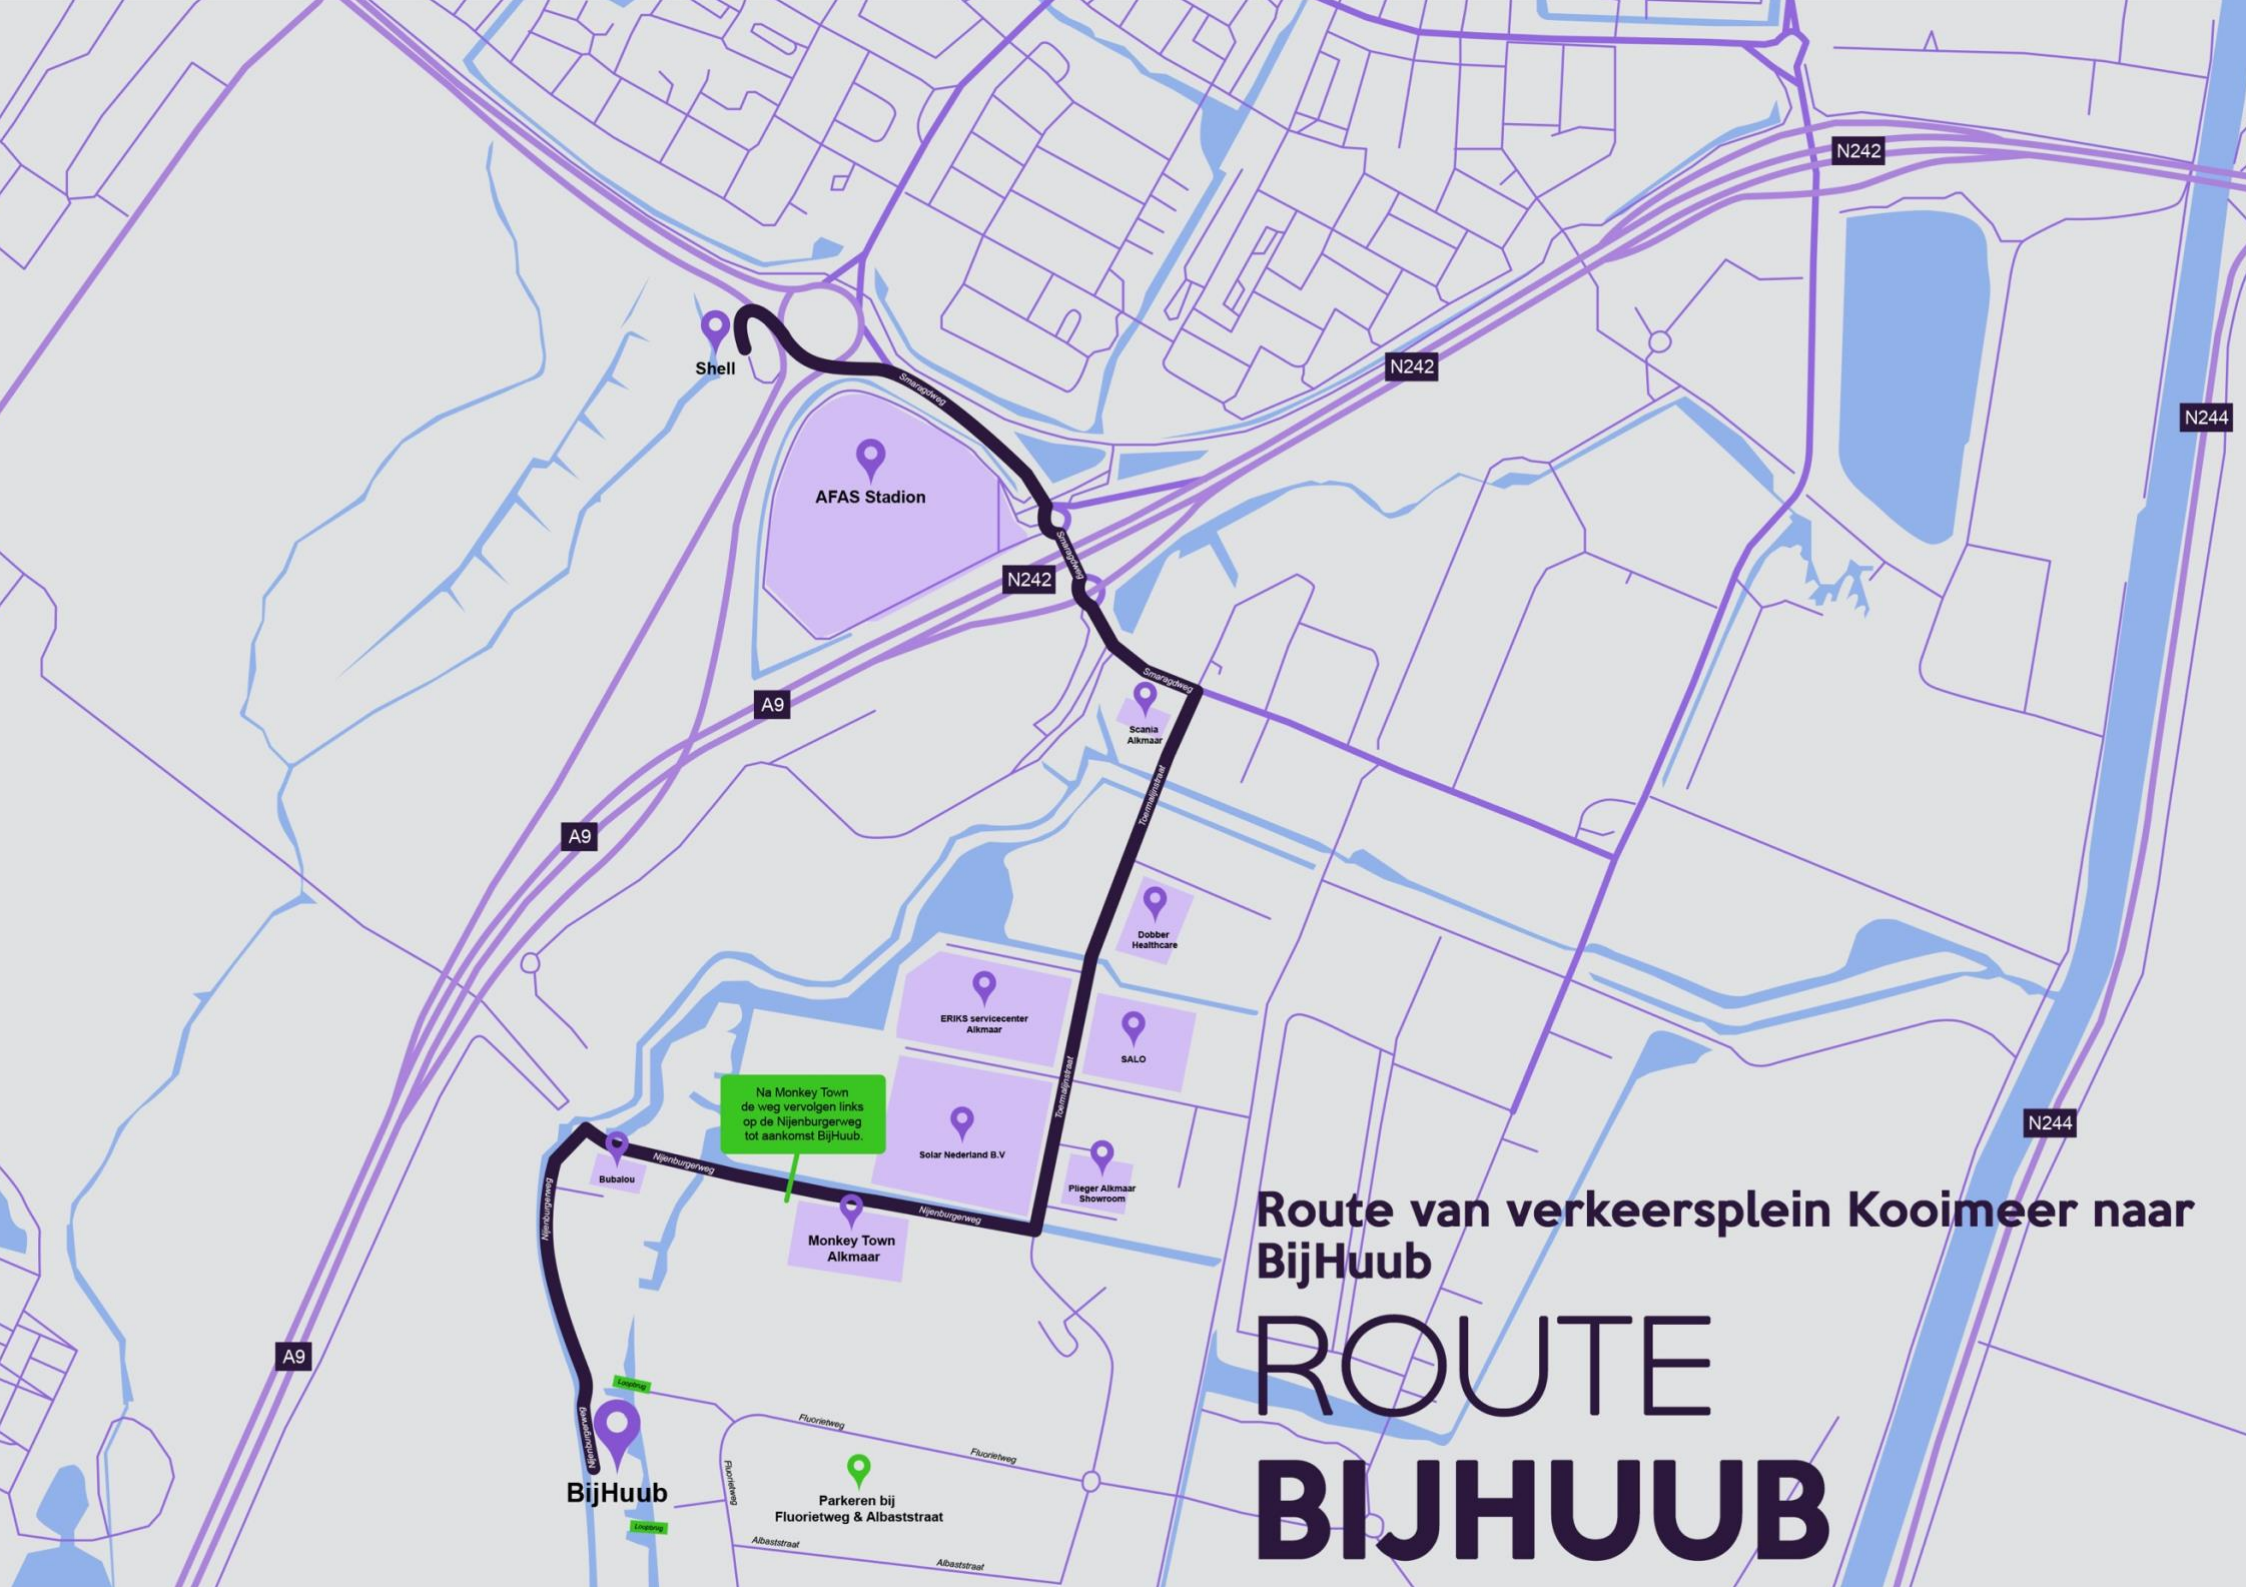 N242
N242
N244
Shell
Smaragdweg
AFAS Stadion
Smaragdweg
N242
A9
Smaragdweg
Scania
Alkmaar
Toermalijnstraat
A9
Dobber
Healthcare
ERIKS servicecenter
Alkmaar
SALO
Toermalijnstraat
Na Monkey Town
de weg vervolgen links
op de Nijenburgerweg
tot aankomst BijHuub.
Solar Nederland B.V
N244
Bubalou
Nijenburgerweg
Plieger Alkmaar
Showroom
Nijenburgerweg
Nijenburgerweg
Monkey Town
Alkmaar
Route van verkeersplein Kooimeer naar
BijHuub
A9
ROUTE
Loopbrug
Nijenburgerweg
Fluorietweg
Fluorietweg
Fluorietweg
BijHuub
Parkeren bij
Fluorietweg & Albaststraat
Loopbrug
Albaststraat
Albaststraat
BIJHUUB